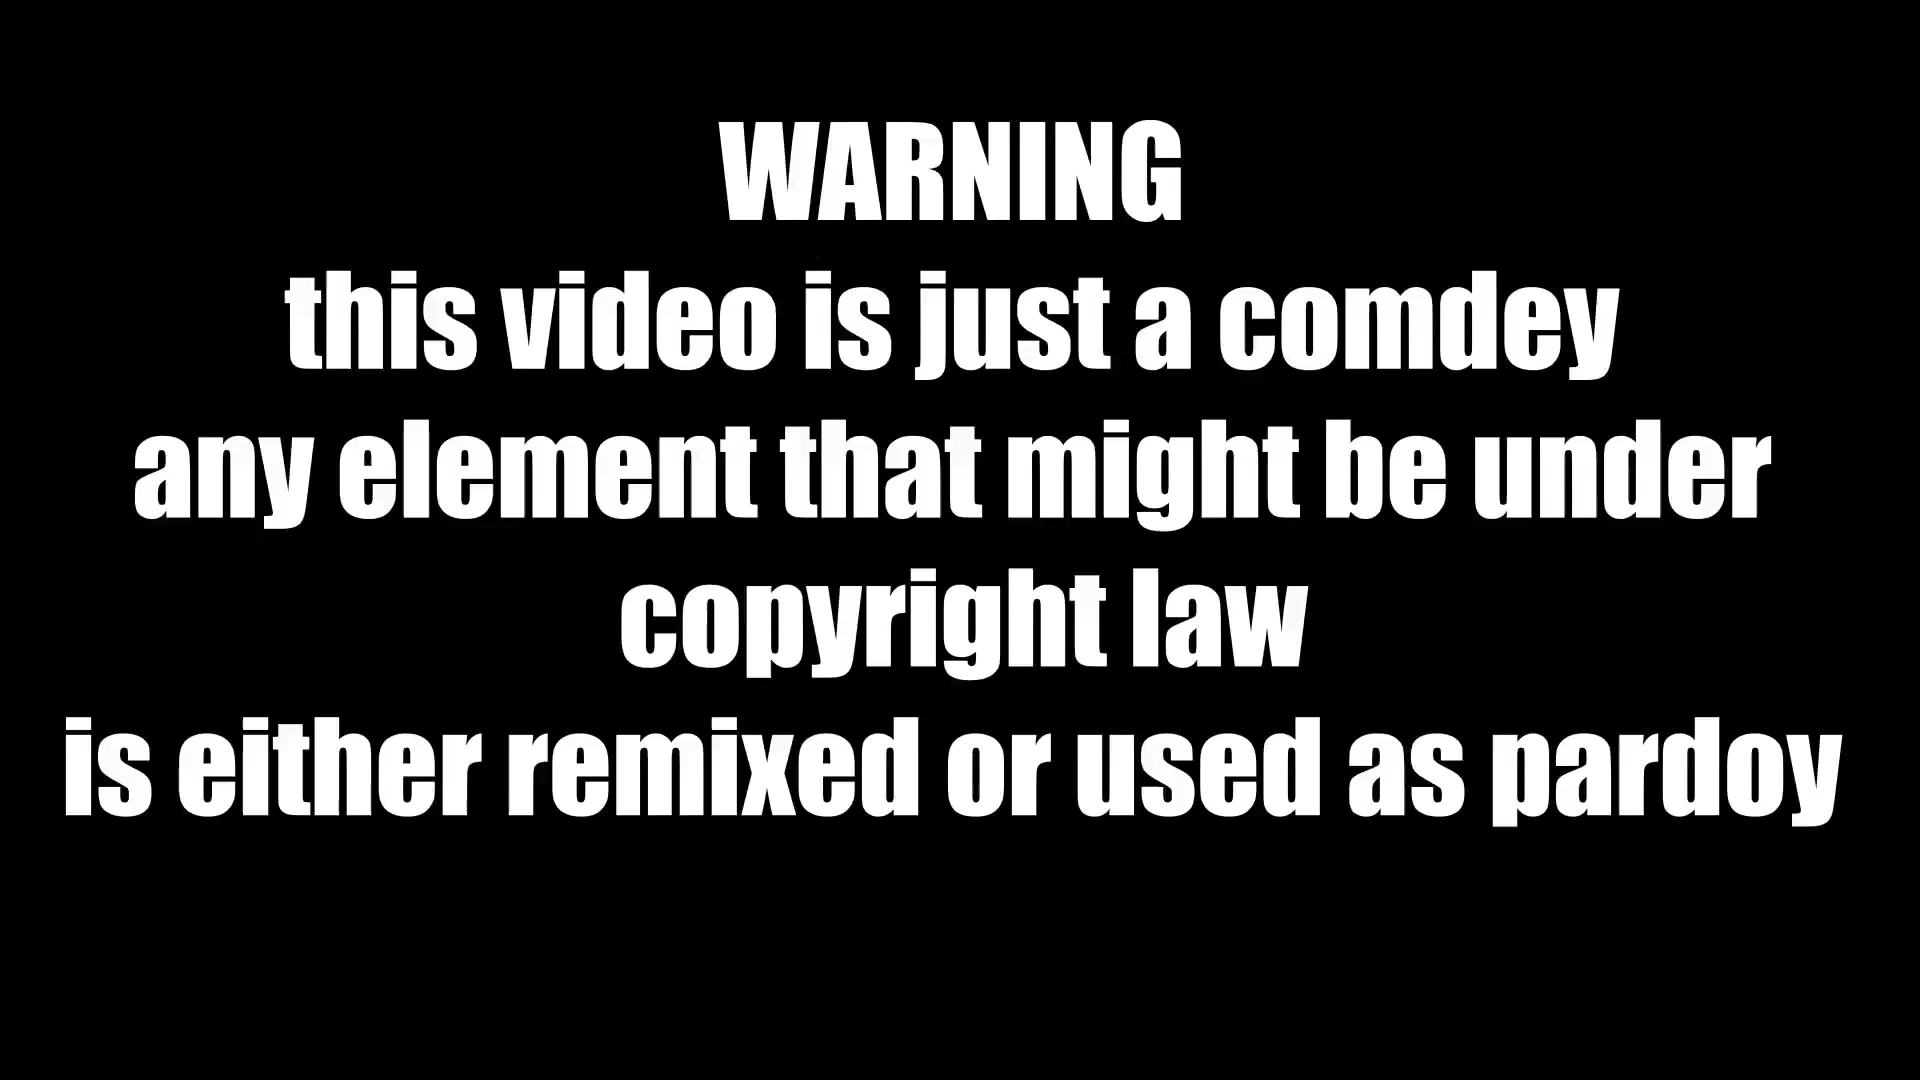 WARNING
this video is just a comdey
any element that might be under
copyright law
is either remixed or used as pardoy